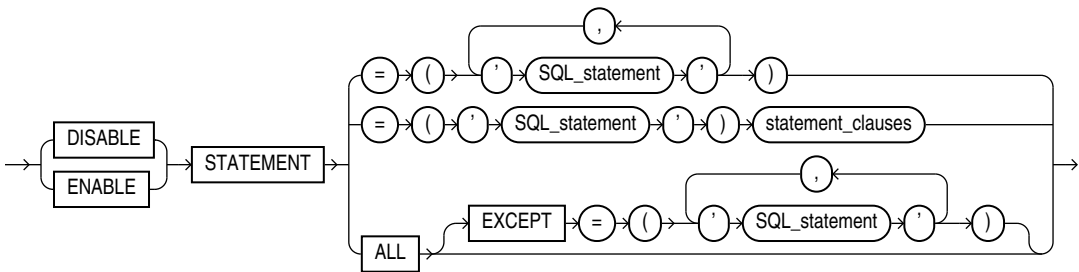 ,
= ( ' SQL_statement ' )
= ( ' SQL_statement ' ) statement_clauses
DISABLE
ENABLE
STATEMENT
,
EXCEPT = ( ' SQL_statement ' )
ALL